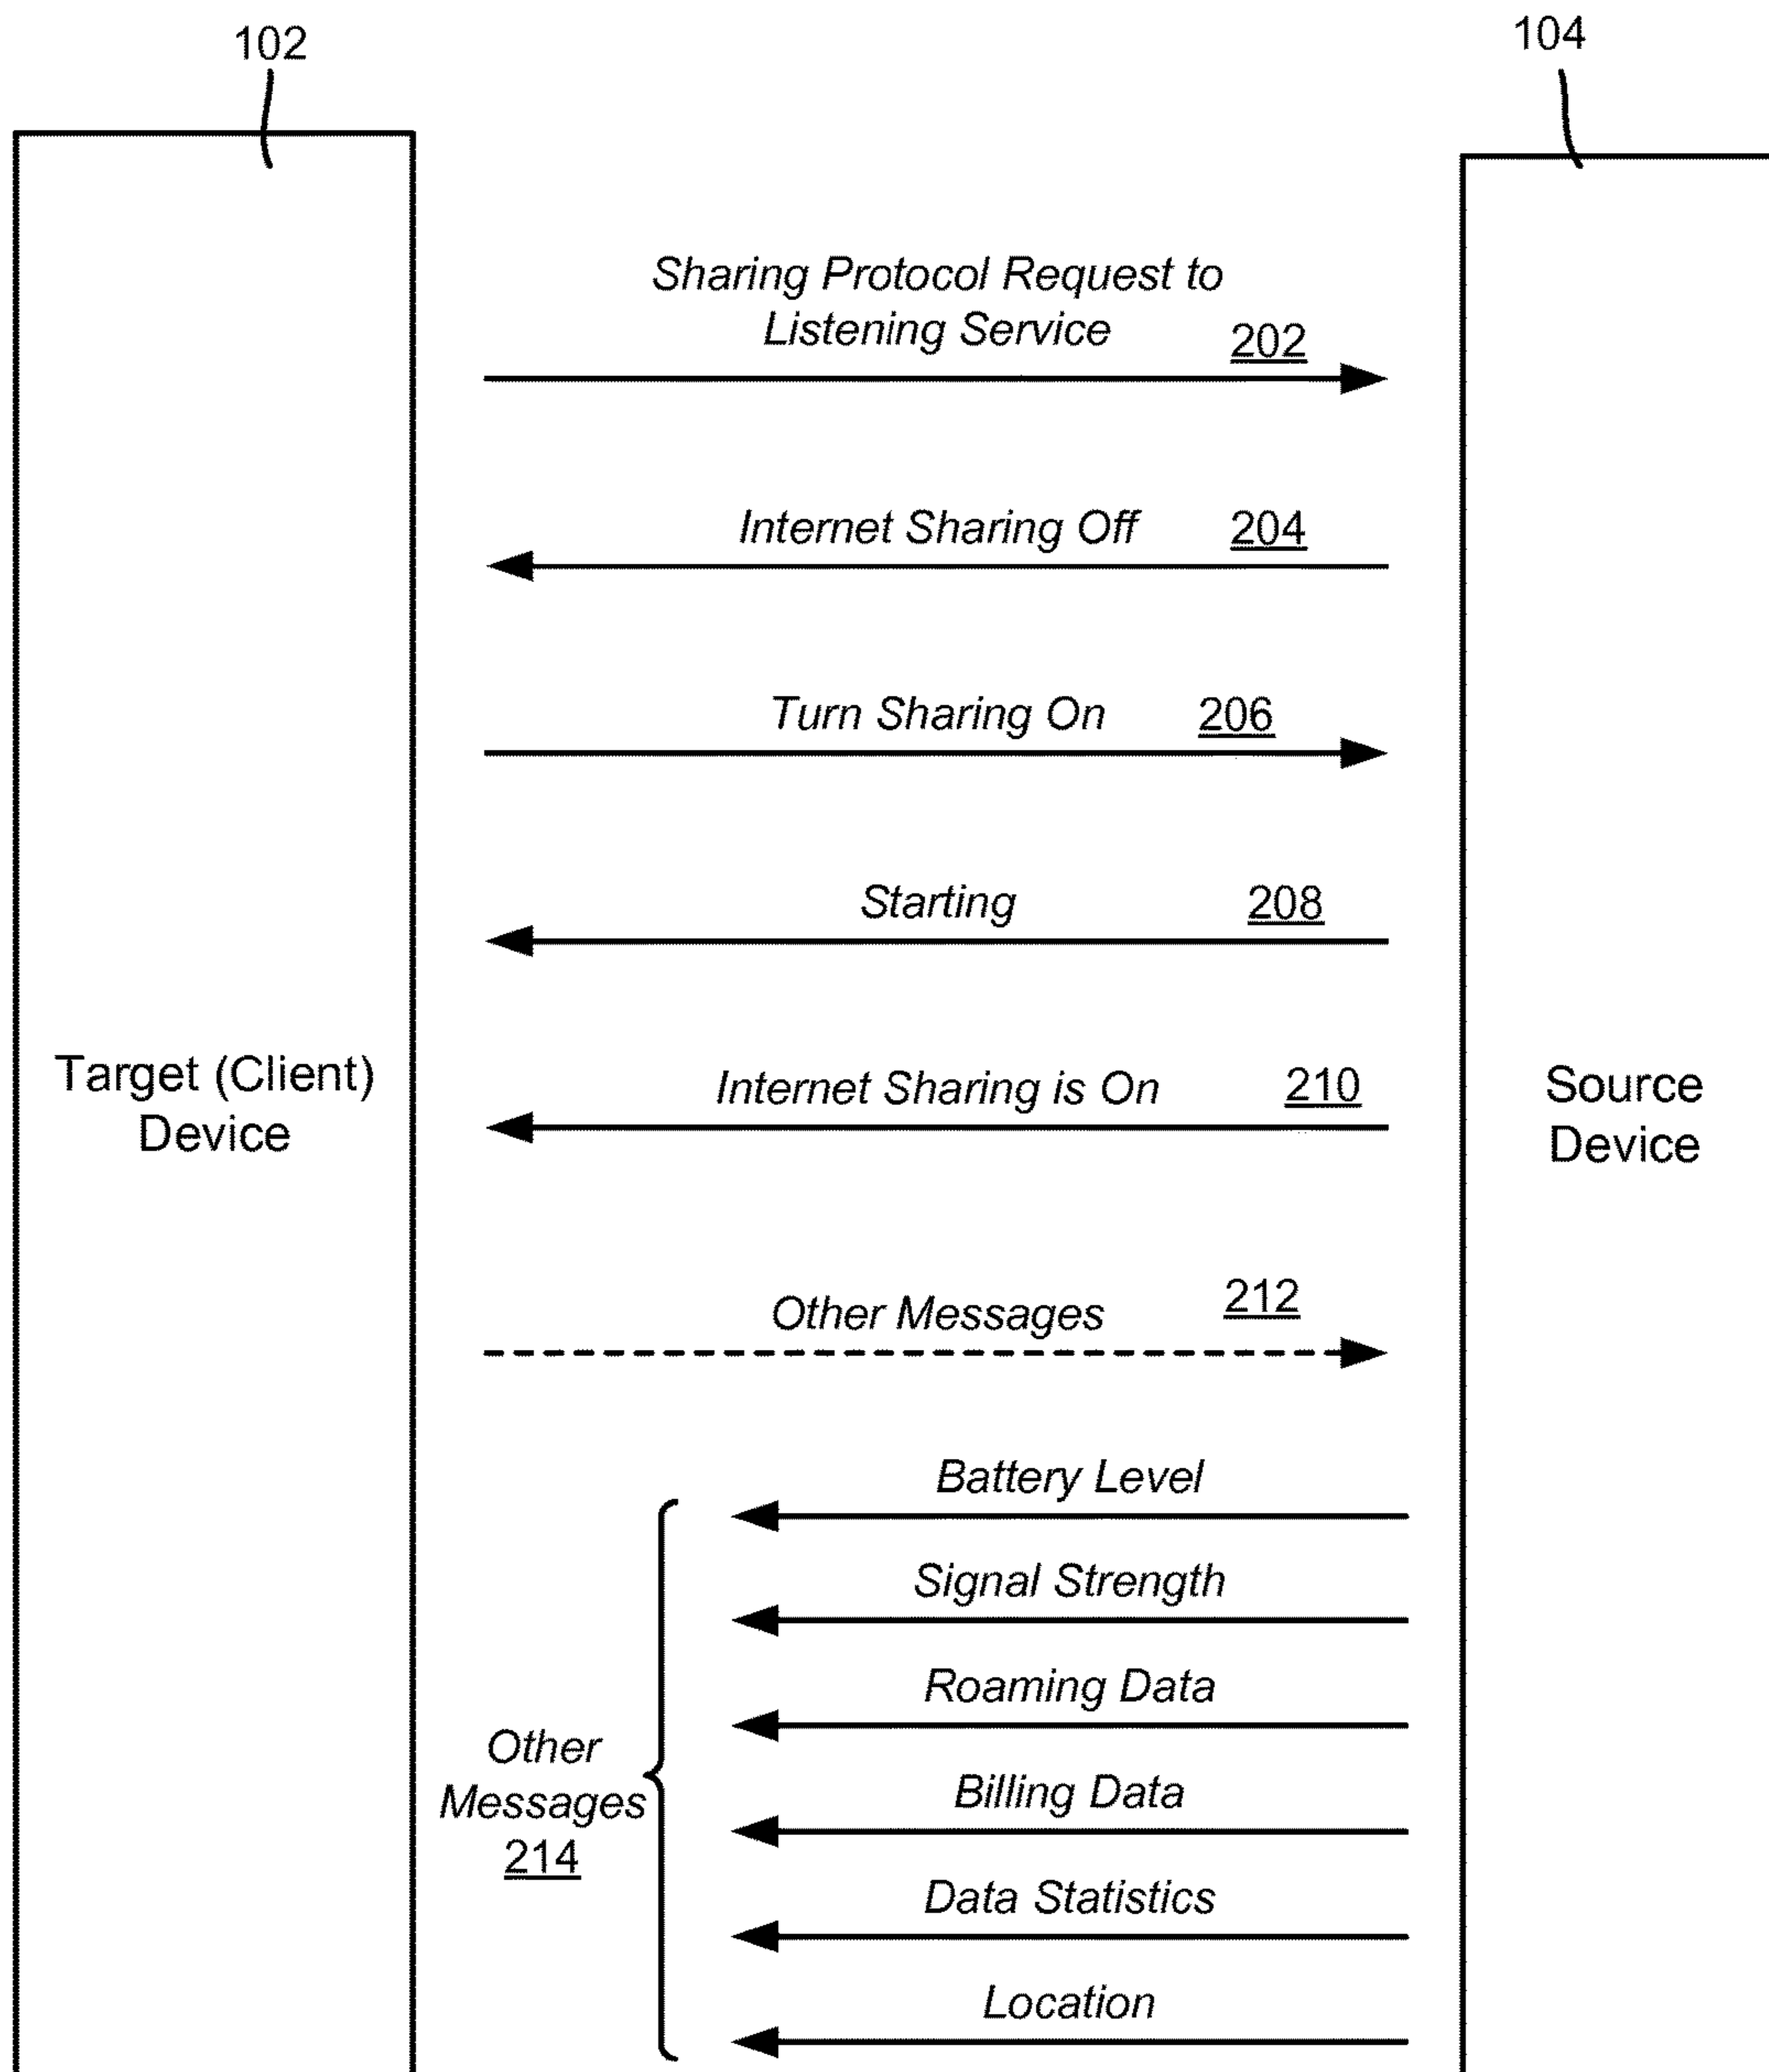 102
104
Sharing Protocol Request to
Listening Service 202
Internet Sharing Off 204
Turn Sharing On 206
Starting 208
Target (Client)
Device
Internet Sharing is On 210
Source
Device
Other Messages 212
Battery Level
Signal Strength
Roaming Data
Other
Messages
214
Billing Data
Data Statistics
Location